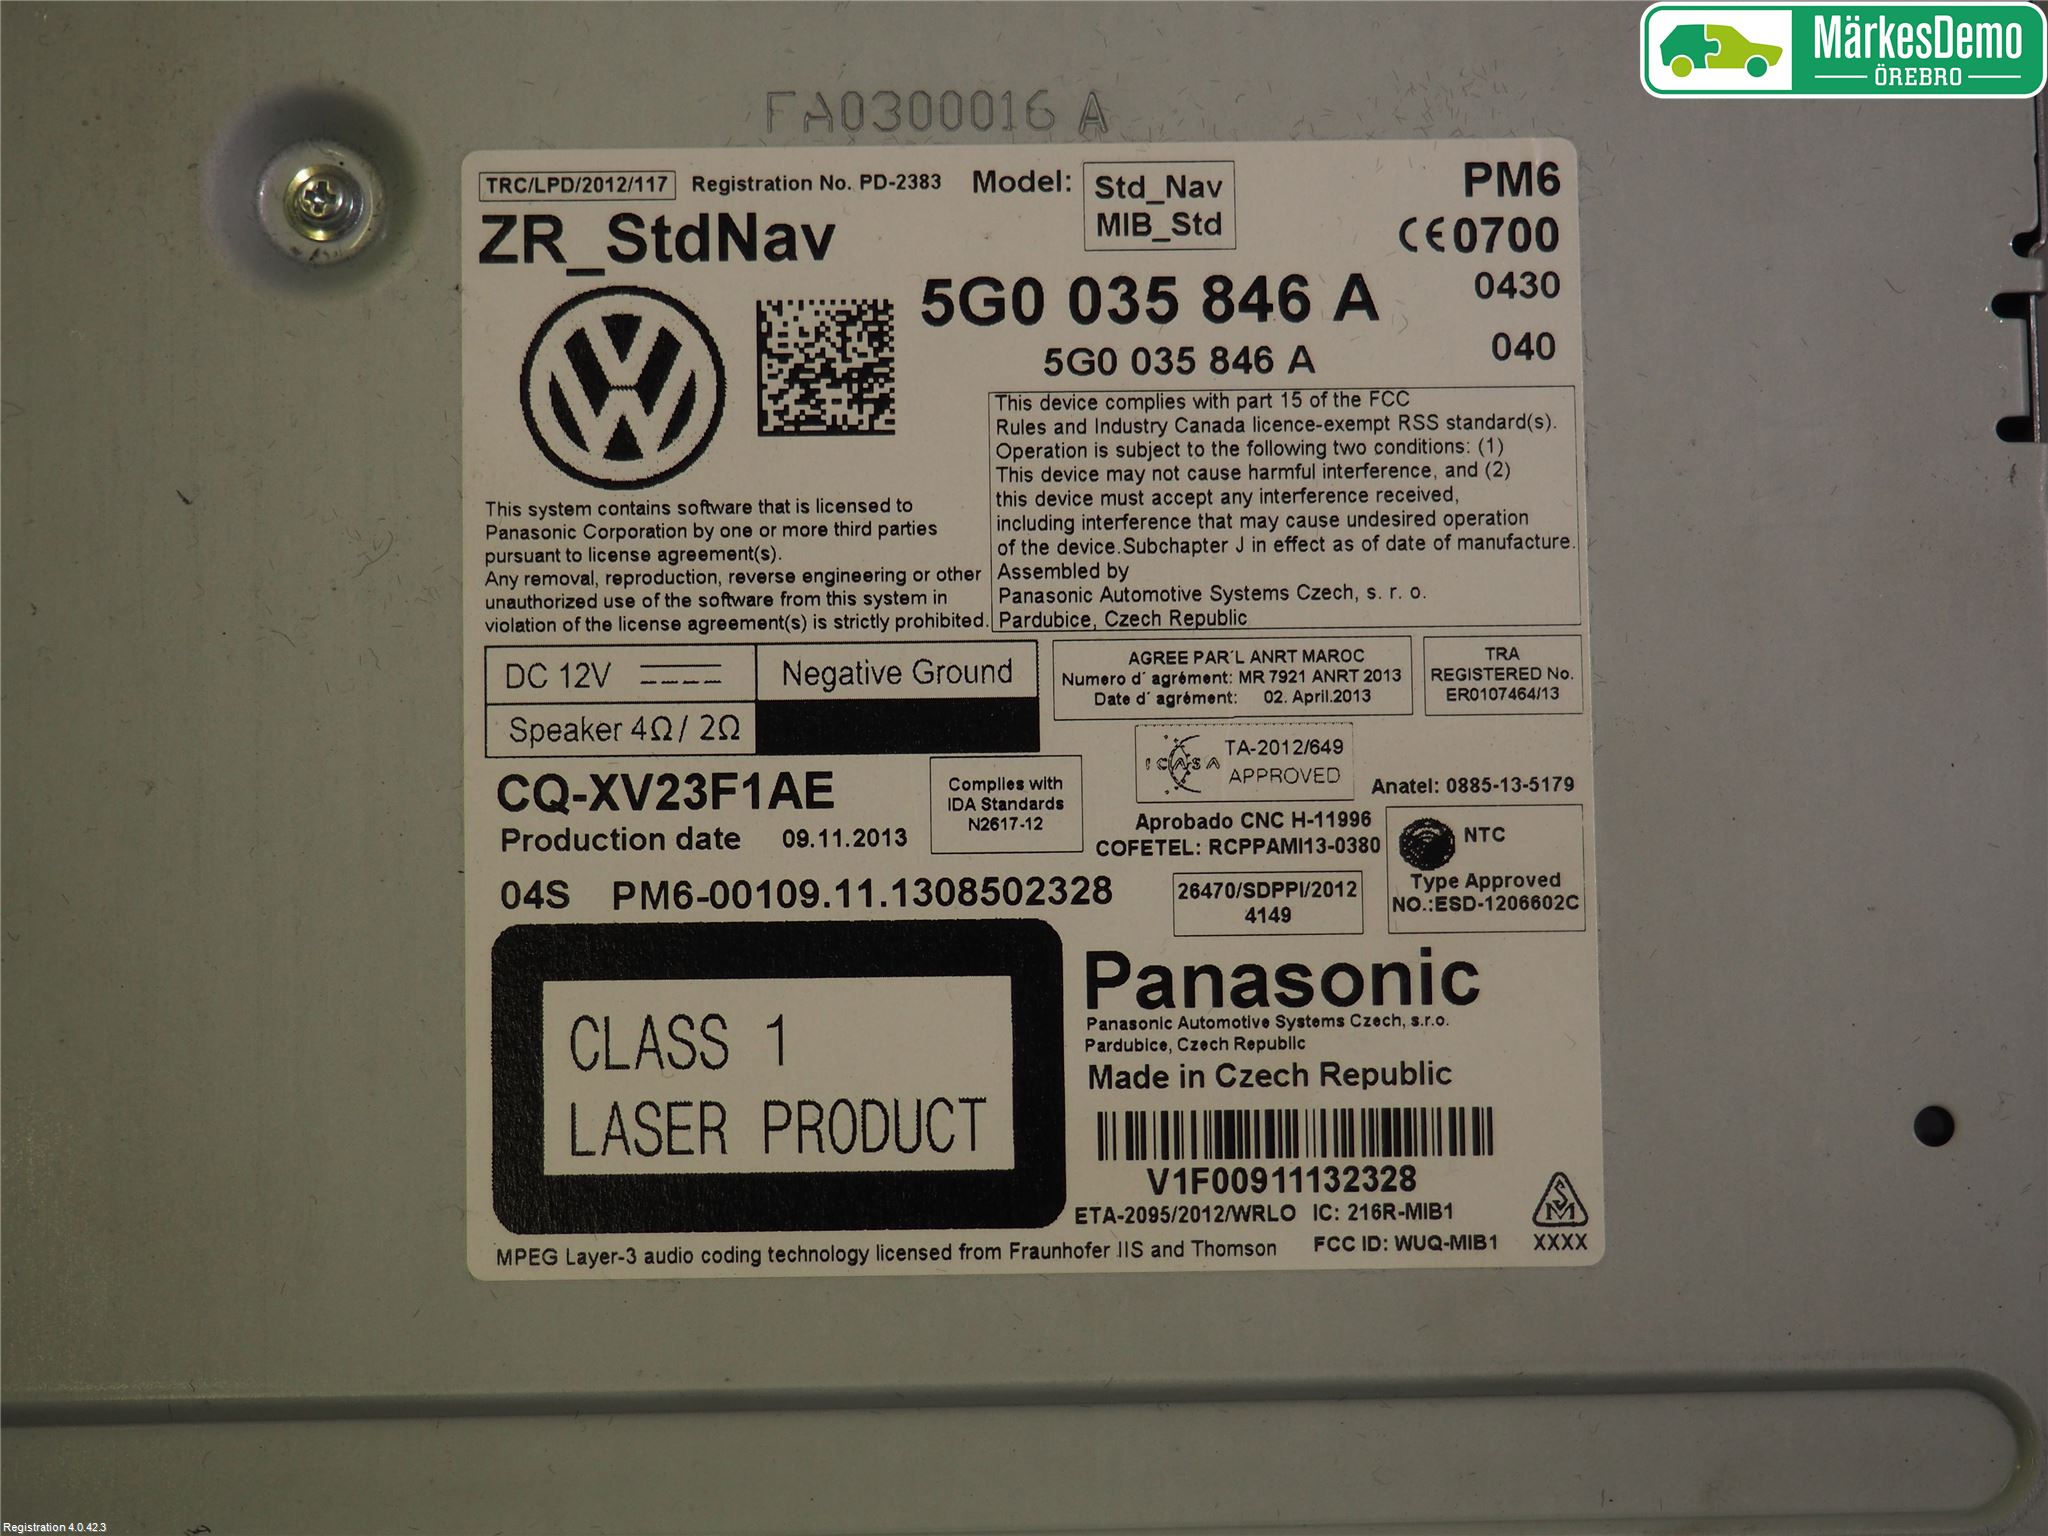 MärkesDemo
ÖREBRO
FA0300016 A
TRC/LPD/2012/117 Registration No. PD-2383 Model: Std_Nav MIB_Std PM6
ZR_StdNav
CE0700
5G0 035 846 A 0430
5G0 035 846 A 040
This device complies with part 15 of the FCC
Rules and Industry Canada licence-exempt RSS standard(s).
Operation is subject to the following two conditions: (1)
This device may not cause harmful interference, and (2)
this device must accept any interference received,
including interference that may cause undesired operation
of the device.Subchapter J in effect as of date of manufacture.
Assembled by
Panasonic Automotive Systems Czech, s. r. o.
Pardubice, Czech Republic
This system contains software that is licensed to
Panasonic Corporation by one or more third parties
pursuant to license agreement(s).
Any removal, reproduction, reverse engineering or other
unauthorized use of the software from this system in
violation of the license agreement(s) is strictly prohibited.
DC 12V Negative Ground
Speaker 4Ω / 2Ω
AGREE PAR´L ANRT MAROC
Numero d´ agrément: MR 7921 ANRT 2013
Date d´ agrément: 02. April.2013
TRA
REGISTERED No.
ER0107464/13
ICASA
TA-2012/649
APPROVED
Anatel: 0885-13-5179
CQ-XV23F1AE
Production date 09.11.2013
Complies with
IDA Standards
N2617-12
Aprobado CNC H-11996
COFETEL: RCPPAMI13-0380
NTC
Type Approved
NO.:ESD-1206602C
04S PM6-00109.11.1308502328
26470/SDPPI/2012
4149
CLASS 1
LASER PRODUCT
Panasonic
Panasonic Automotive Systems Czech, s.r.o.
Pardubice, Czech Republic
Made in Czech Republic
V1F00911132328
ETA-2095/2012/WRLO IC: 216R-MIB1
MPEG Layer-3 audio coding technology licensed from Fraunhofer IIS and Thomson FCC ID: WUQ-MIB1
SM
XXXX
Registration 4.0.42.3